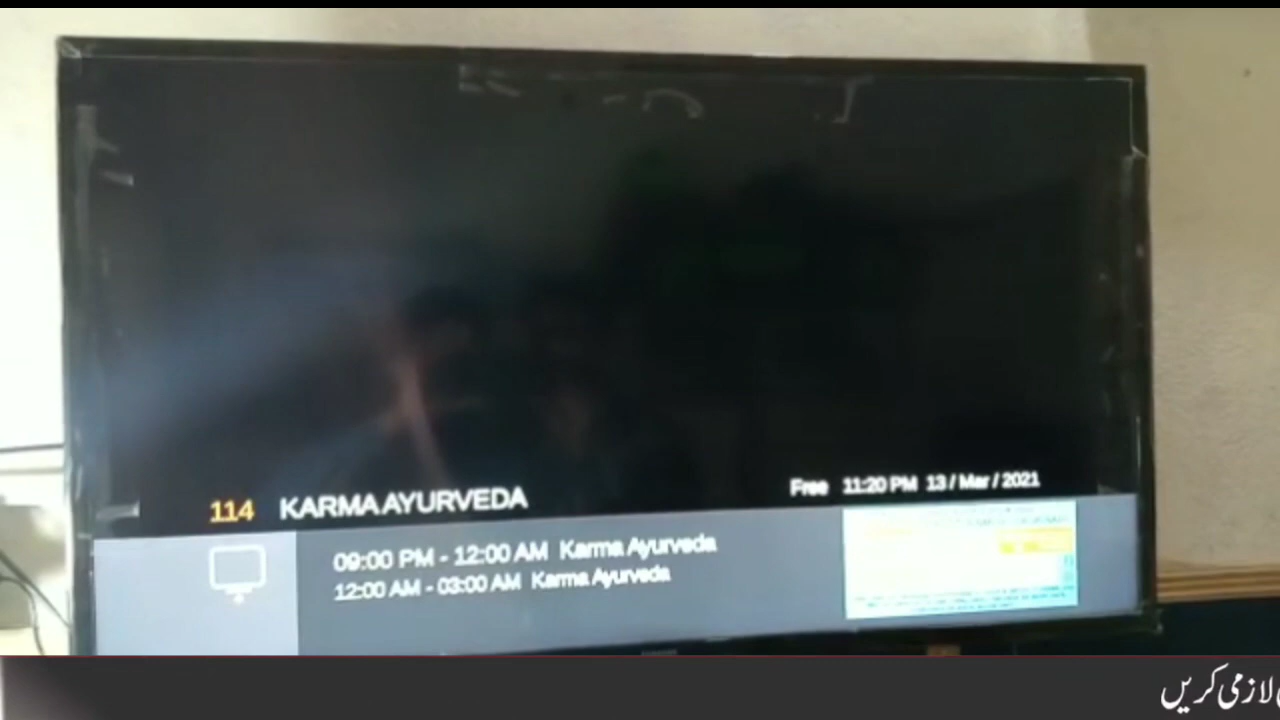 Free 11:20 PM 13 / Mar / 2021
114 KARMA AYURVEDA
09:00 PM - 12:00 AM Karma Ayurveda
12:00 AM - 03:00 AM Karma Ayurveda
لازمی کریں